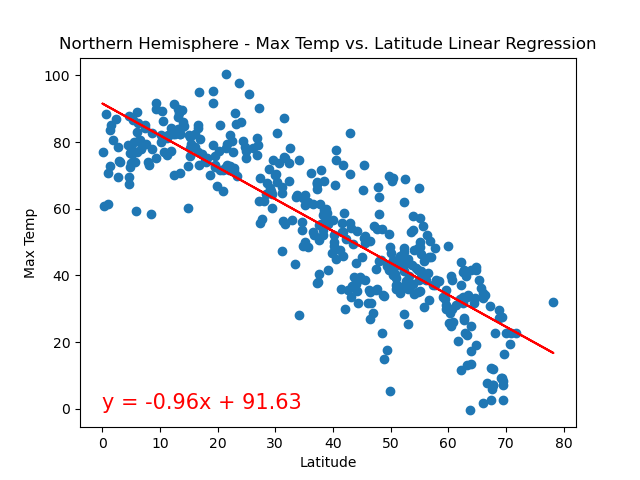 Northern Hemisphere - Max Temp vs. Latitude Linear Regression
100
80
60
40
20
0
Max Temp
y = -0.96x + 91.63
0 10 20 30 40 50 60 70 80
Latitude